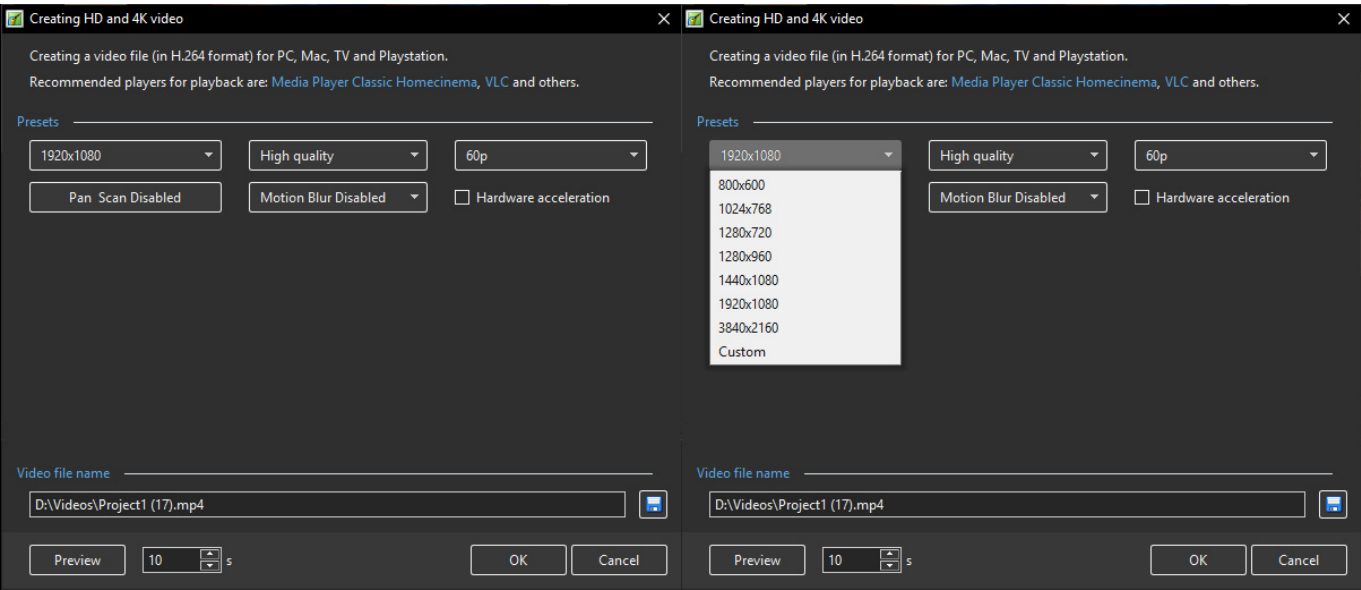 Creating HD and 4K video
Creating a video file (in H.264 format) for PC, Mac, TV and Playstation.
Recommended players for playback are: Media Player Classic Homecinema, VLC and others.
Presets
1920x1080 High quality 60p
Pan Scan Disabled Motion Blur Disabled Hardware acceleration
Video file name
D:\Videos\Project1 (17).mp4
Preview 10 s OK Cancel
Creating HD and 4K video
Creating a video file (in H.264 format) for PC, Mac, TV and Playstation.
Recommended players for playback are: Media Player Classic Homecinema, VLC and others.
Presets
1920x1080 High quality 60p
800x600
Motion Blur Disabled Hardware acceleration
1024x768
1280x720
1280x960
1440x1080
1920x1080
3840x2160
Custom
Video file name
D:\Videos\Project1 (17).mp4
Preview 10 s OK Cancel